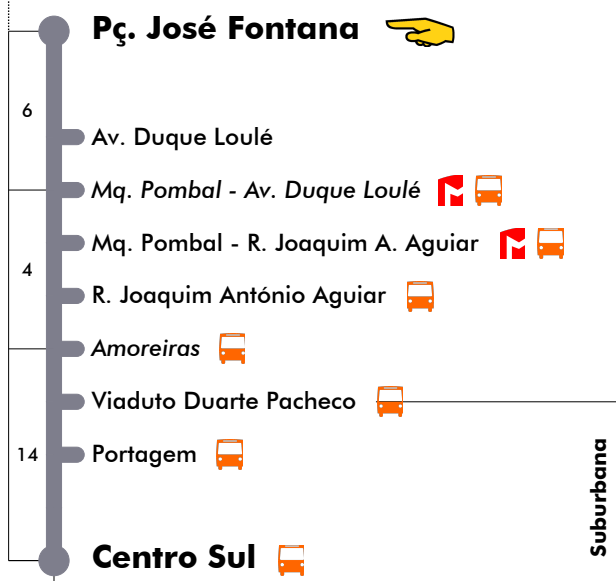 Pç. José Fontana
6
Av. Duque Loulé
Mq. Pombal - Av. Duque Loulé
Mq. Pombal - R. Joaquim A. Aguiar
4
R. Joaquim António Aguiar
Amoreiras
Viaduto Duarte Pacheco
14
Portagem
Suburbana
Centro Sul